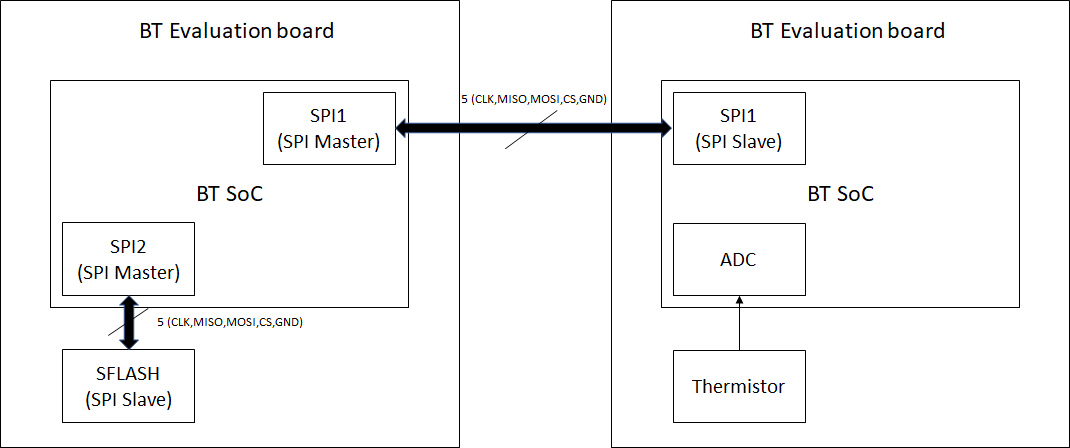 BT Evaluation board
BT Evaluation board
SPI1
(SPI Master)
5 (CLK,MISO,MOSI,CS,GND)
SPI1
(SPI Slave)
BT SoC
BT SoC
SPI2
(SPI Master)
ADC
5 (CLK,MISO,MOSI,CS,GND)
SFLASH
(SPI Slave)
Thermistor